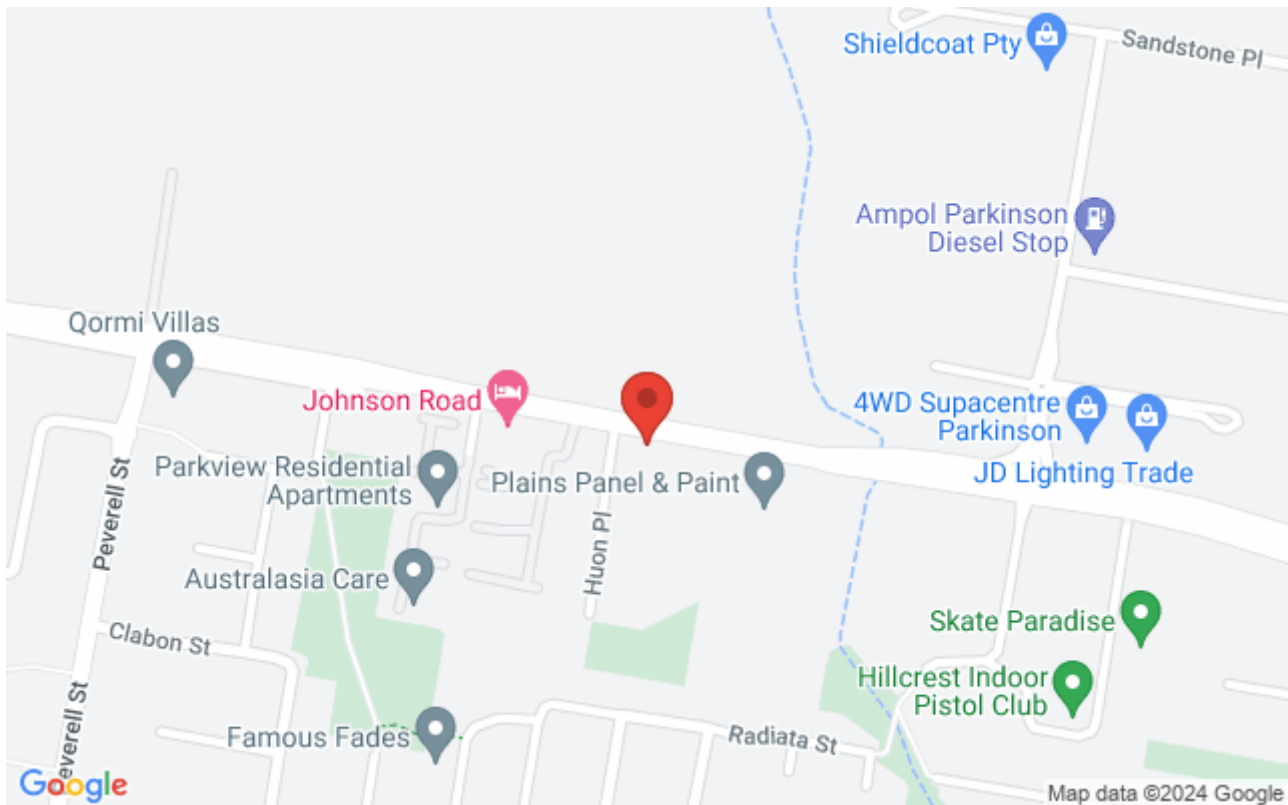 Shieldcoat Pty
Sandstone Pl
Ampol Parkinson
Diesel Stop
Qormi Villas
Johnson Road
4WD Supacentre
Parkinson
JD Lighting Trade
Parkview Residential
Apartments
Plains Panel & Paint
Peverell St
Huon Pl
Australasia Care
Clabon St
Skate Paradise
Hillcrest Indoor
Pistol Club
Peverell St
Famous Fades
Radiata St
Google
Map data ©2024 Google